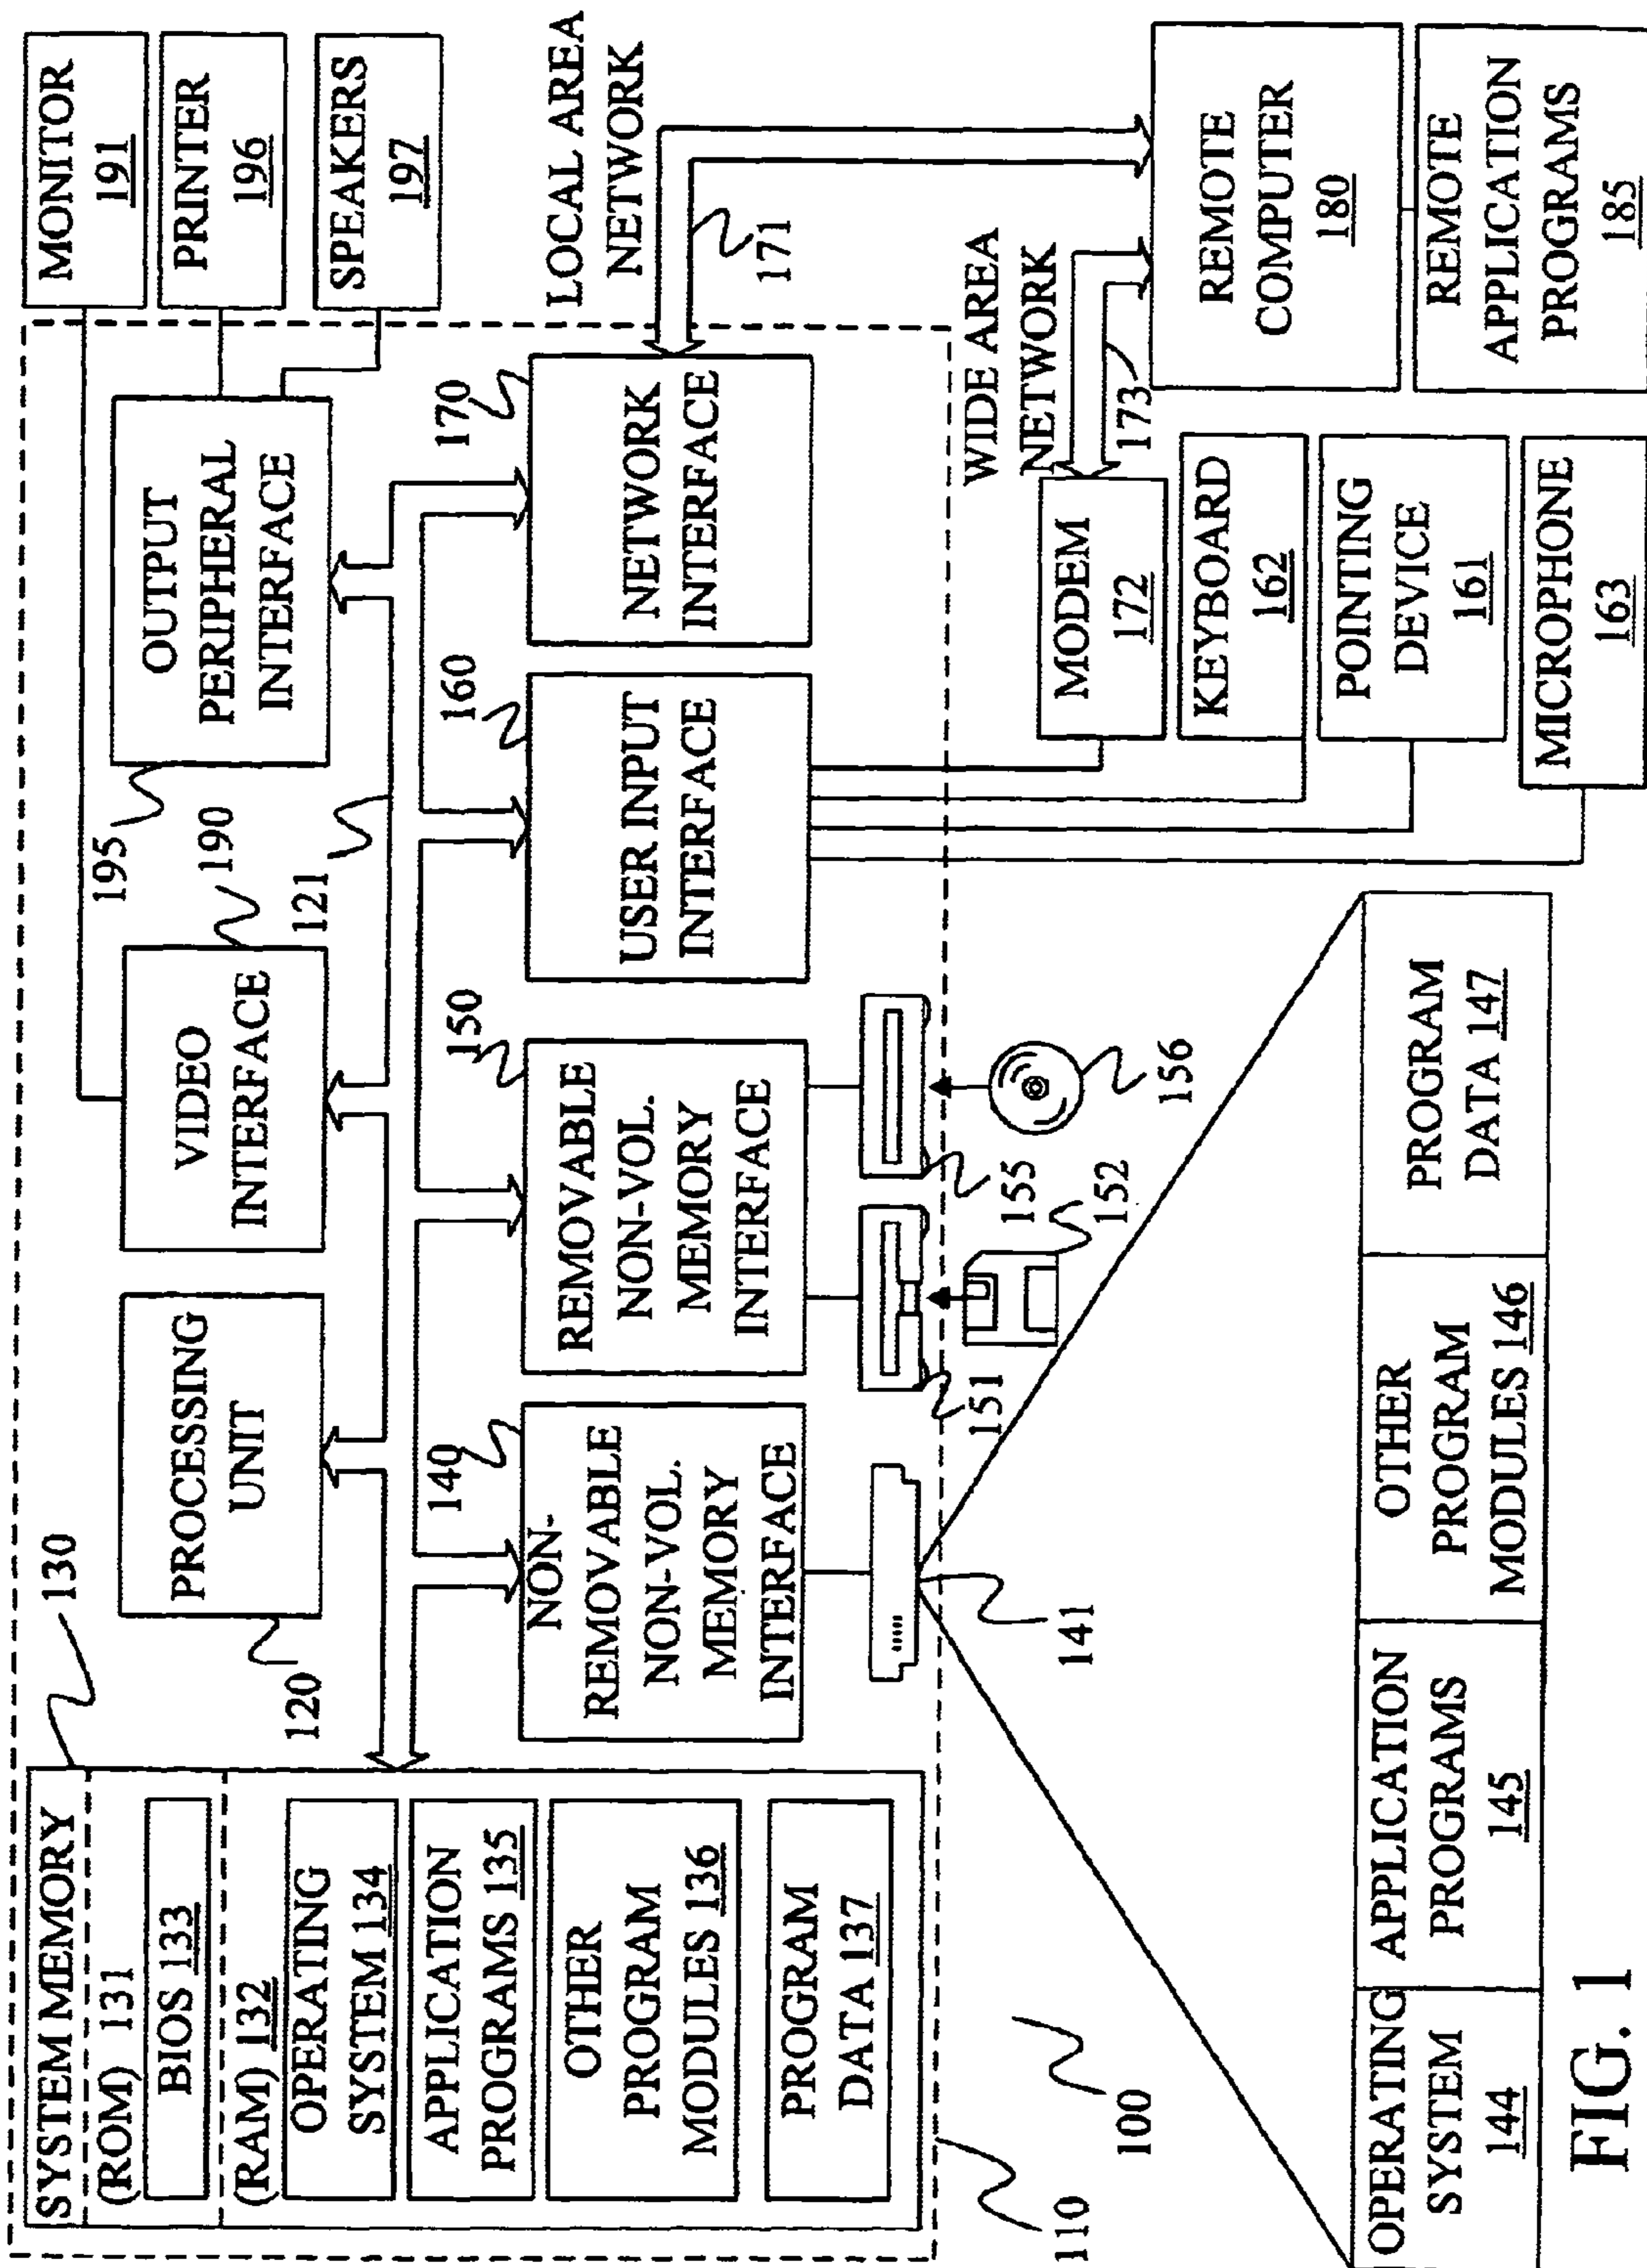 SYSTEM MEMORY
(ROM) 131
BIOS 133
(RAM) 132
OPERATING
SYSTEM 134
APPLICATION
PROGRAMS 135
OTHER
PROGRAM
MODULES 136
PROGRAM
DATA 137
130
120
PROCESSING
UNIT
VIDEO
INTERFACE
190
195
121
OUTPUT
PERIPHERAL
INTERFACE
MONITOR
191
PRINTER
196
SPEAKERS
197
140
NON-
REMOVABLE
NON-VOL.
MEMORY
INTERFACE
150
REMOVABLE
NON-VOL.
MEMORY
INTERFACE
160
USER INPUT
INTERFACE
170
NETWORK
INTERFACE
LOCAL AREA
NETWORK
171
141
151
152
155
156
WIDE AREA
NETWORK
173
MODEM
172
KEYBOARD
162
POINTING
DEVICE
161
MICROPHONE
163
REMOTE
COMPUTER
180
REMOTE
APPLICATION
PROGRAMS
185
110
100
OPERATING
SYSTEM
144
APPLICATION
PROGRAMS
145
OTHER
PROGRAM
MODULES 146
PROGRAM
DATA 147
FIG. 1